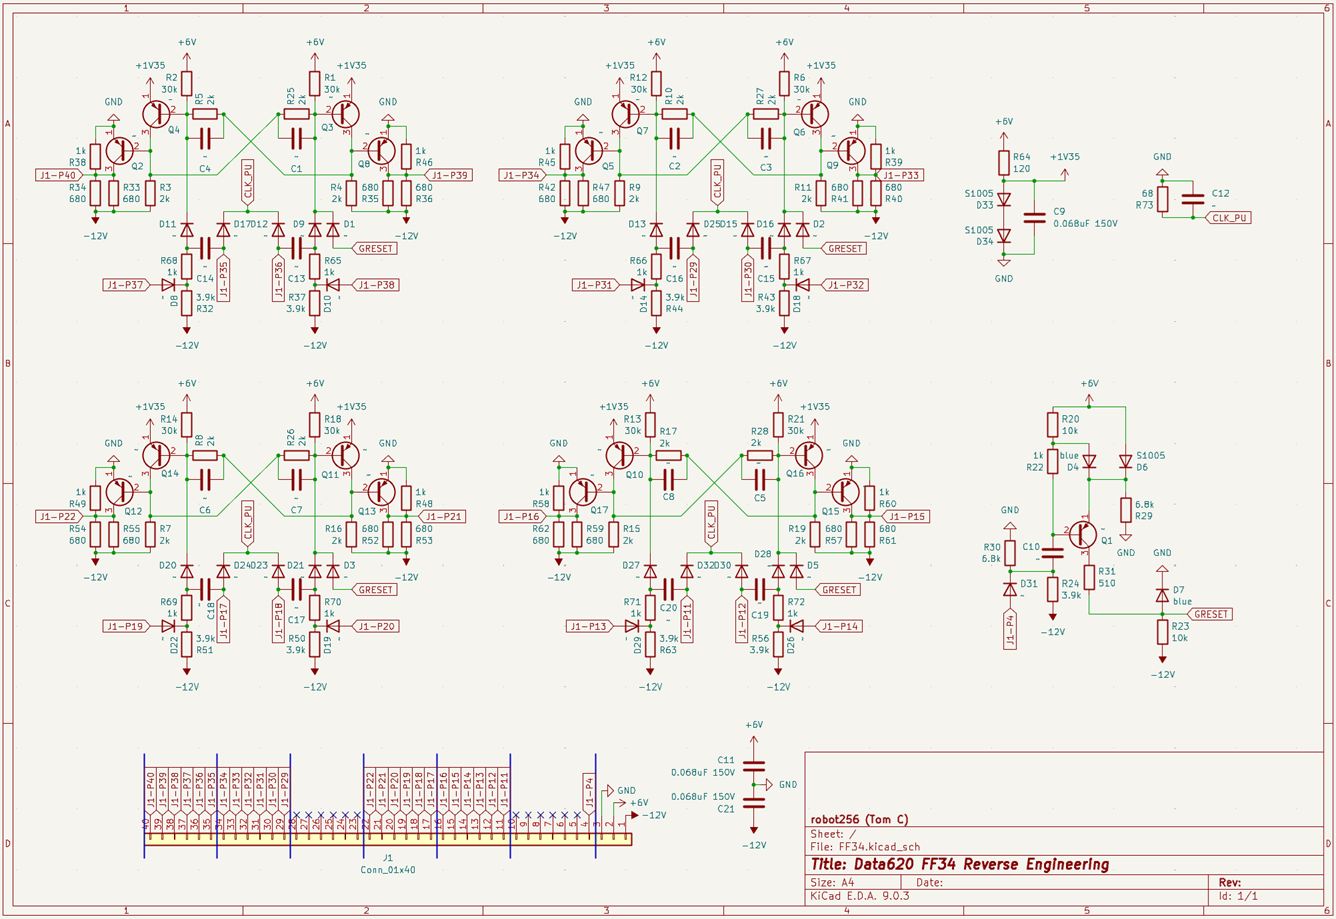 1 2 3 4 5 6
+6V +6V +6V +6V
+1V35 R2 30k R1 30k +1V35
+1V35 R12 30k R6 30k +1V35
GND R5 2k R25 2k GND
GND R10 2k R27 2k GND
Q4 Q3 Q7 Q6
1k R38 Q2 C4 C1 Q8 1k R46
1k R45 Q5 C2 C3 Q9 1k R39
J1-P40 CLK_PU J1-P39
J1-P34 CLK_PU J1-P33
R34 680 R33 680 R3 2k R4 2k 680 R35 680 R36
R42 680 R47 680 R9 2k R11 2k 680 R41 680 R40
-12V -12V -12V -12V
D11 D17 D12 D9 D1
D13 D25 D15 D16 D2
GRESET GRESET
R68 1k C14 J1-P35 J1-P36 C13 R65 1k
R66 1k C16 J1-P29 J1-P30 C15 R67 1k
J1-P37 D8 3.9k R32 R37 3.9k D10 J1-P38
J1-P31 D14 3.9k R44 R43 3.9k D18 J1-P32
-12V -12V -12V -12V
+6V
R64 120
+1V35
S1005 D33
S1005 D34
C9 0.068uF 150V
GND
GND
68 R73
C12
CLK_PU
+6V +6V +6V +6V
+1V35 R14 30k R18 30k +1V35
+1V35 R13 30k R21 30k +1V35
GND R8 2k R26 2k GND
GND R17 2k R28 2k GND
Q14 Q11 Q10 Q16
1k R49 Q12 C6 C7 Q13 1k R48
1k R58 Q17 C8 C5 Q15 1k R60
J1-P22 CLK_PU J1-P21
J1-P16 CLK_PU J1-P15
R54 680 R55 680 R7 2k R16 2k 680 R52 680 R53
R62 680 R59 680 R15 2k R19 2k 680 R57 680 R61
-12V -12V -12V -12V
D20 D24 D23 D21 D3
D27 D32 D30 D28 D5
GRESET GRESET
R69 1k C18 J1-P17 J1-P18 C17 R70 1k
R71 1k C20 J1-P11 J1-P12 C19 R72 1k
J1-P19 D22 3.9k R51 R50 3.9k D19 J1-P20
J1-P13 D29 3.9k R63 R56 3.9k D26 J1-P14
-12V -12V -12V -12V
+6V
R20 10k
1k R22
blue D4
S1005 D6
6.8k R29
GND
GND
R30 6.8k
C10
Q1
D31
R24 3.9k
R31 510
J1-P4
-12V
GND
D7 blue
GRESET
R23 10k
-12V
J1-P40 J1-P39 J1-P38 J1-P37 J1-P36 J1-P35 J1-P34 J1-P33 J1-P32 J1-P31 J1-P30 J1-P29 J1-P22 J1-P21 J1-P20 J1-P19 J1-P18 J1-P17 J1-P16 J1-P15 J1-P14 J1-P13 J1-P12 J1-P11 J1-P4
GND
+6V
-12V
40 39 38 37 36 35 34 33 32 31 30 29 28 27 26 25 24 23 22 21 20 19 18 17 16 15 14 13 12 11 10 9 8 7 6 5 4 3 2 1
J1
Conn_01x40
+6V
C11
0.068uF 150V
GND
0.068uF 150V
C21
-12V
robot256 (Tom C)
Sheet: /
File: FF34.kicad_sch
Title: Data620 FF34 Reverse Engineering
Size: A4 Date: Rev:
KiCad E.D.A. 9.0.3 Id: 1/1
A B C D
A B C D
1 2 3 4 5 6